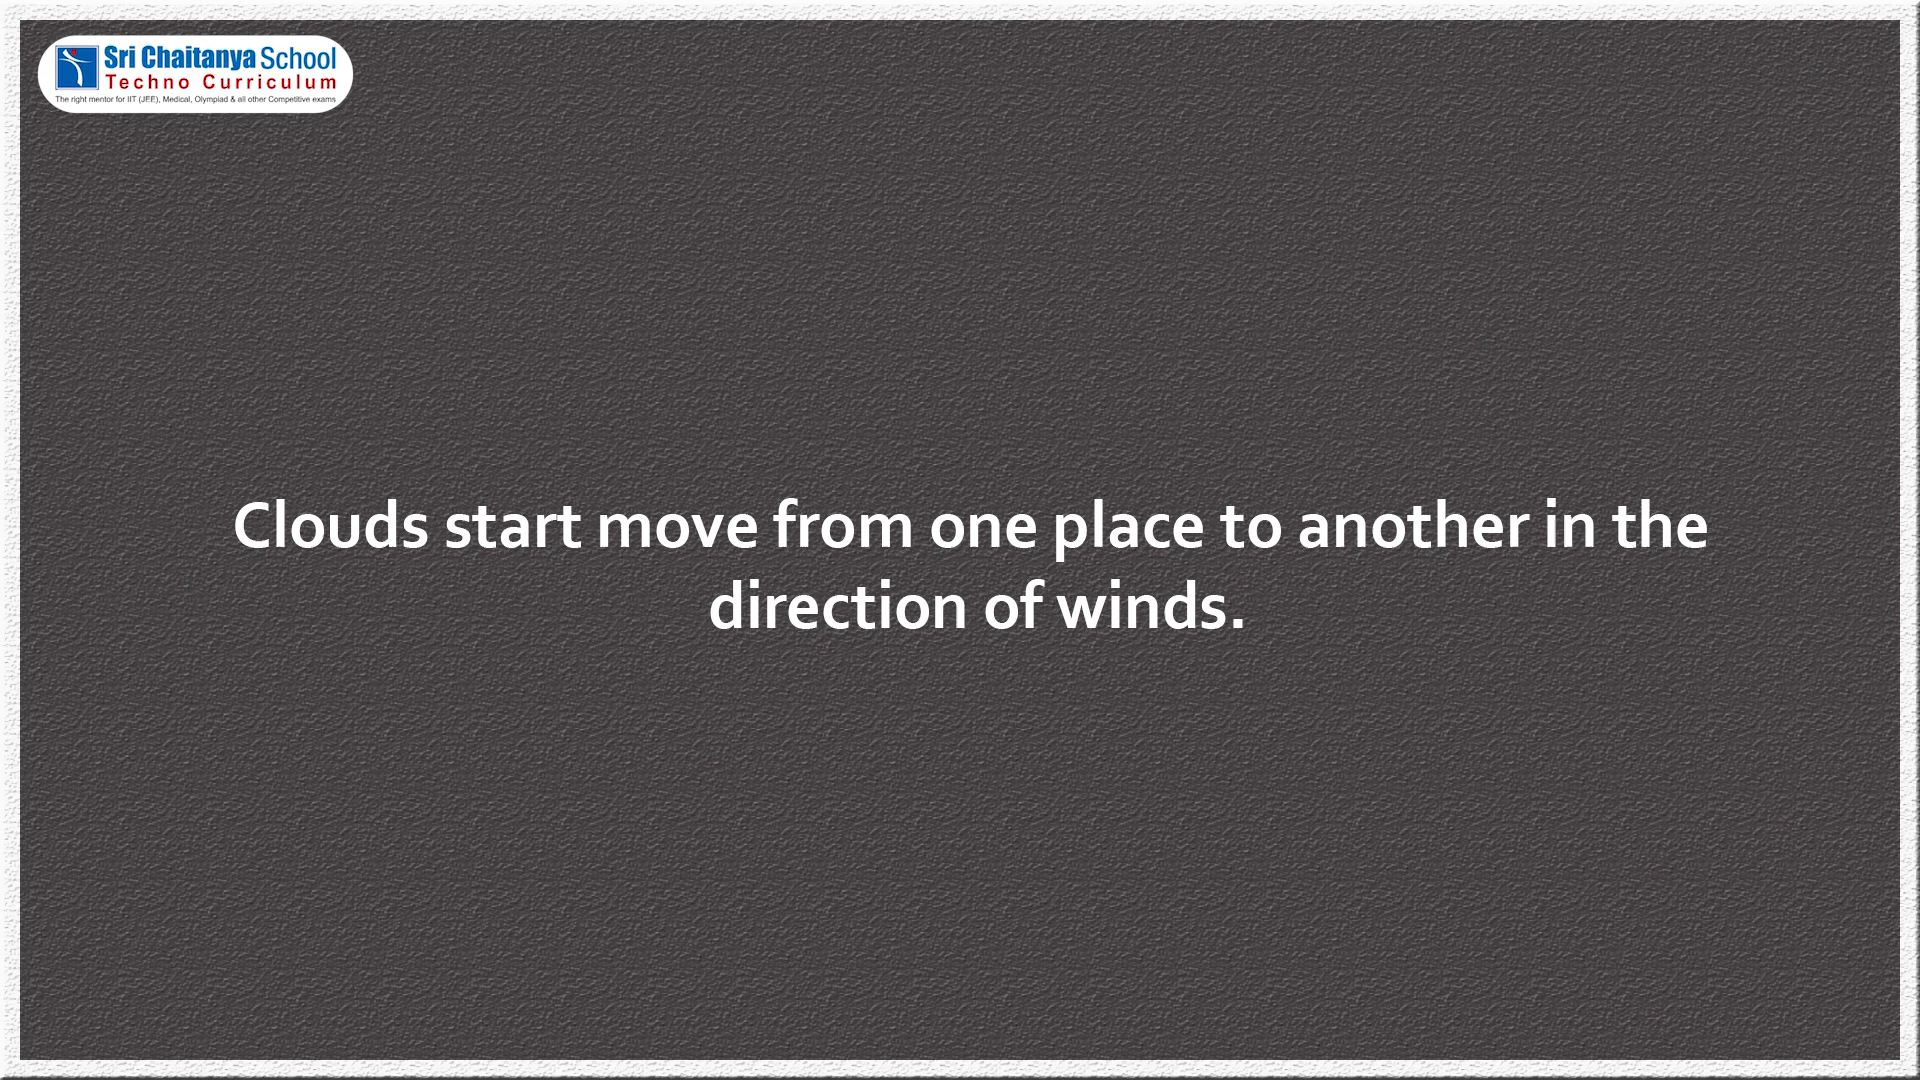 Sri Chaitanya School
Techno Curriculum
The right mentor for IIT (JEE), Medical, Olympiad & all other Competitive exams
Clouds start move from one place to another in the
direction of winds.